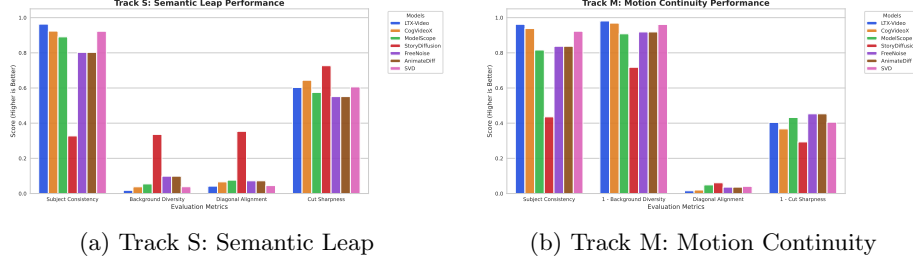 Track S: Semantic Leap Performance
Models
LTX-Video
CogVideoX
ModelScope
StoryDiffusion
FreeNoise
AnimateDiff
SVD
Score (Higher is Better)
1.0
0.8
0.6
0.4
0.2
0.0
Subject Consistency
Background Diversity
Diagonal Alignment
Cut Sharpness
Evaluation Metrics
(a) Track S: Semantic Leap
Track M: Motion Continuity Performance
Models
LTX-Video
CogVideoX
ModelScope
StoryDiffusion
FreeNoise
AnimateDiff
SVD
Score (Higher is Better)
1.0
0.8
0.6
0.4
0.2
0.0
Subject Consistency
1 - Background Diversity
Diagonal Alignment
1 - Cut Sharpness
Evaluation Metrics
(b) Track M: Motion Continuity